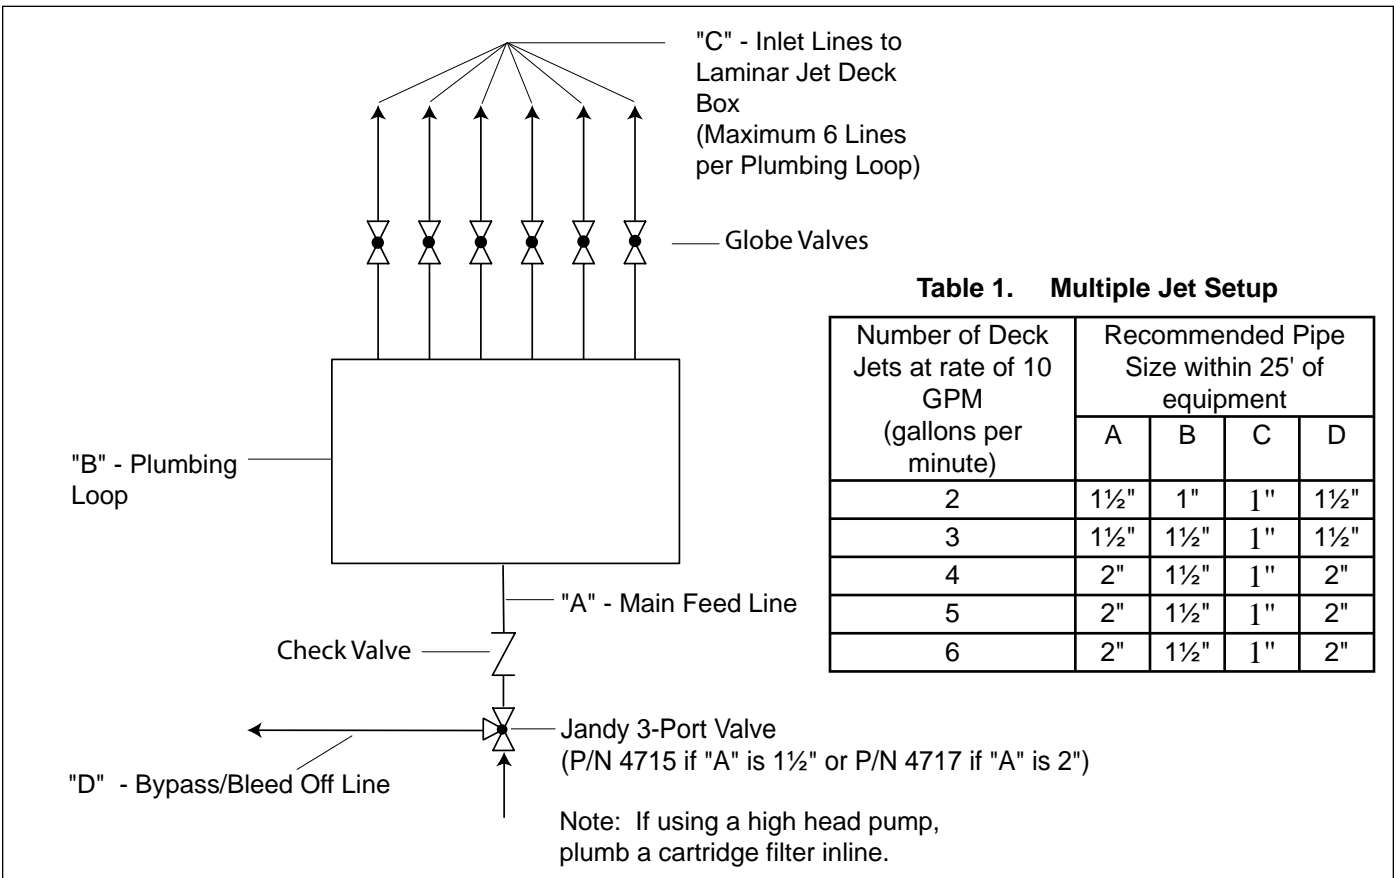 "C" - Inlet Lines to
Laminar Jet Deck
Box
(Maximum 6 Lines
per Plumbing Loop)
Globe Valves
Table 1. Multiple Jet Setup
Number of Deck
Jets at rate of 10
GPM
(gallons per
minute)
Recommended Pipe
Size within 25' of
equipment
A B C D
2 1½" 1" 1" 1½"
3 1½" 1½" 1" 1½"
4 2" 1½" 1" 2"
5 2" 1½" 1" 2"
6 2" 1½" 1" 2"
"B" - Plumbing
Loop
"A" - Main Feed Line
Check Valve
Jandy 3-Port Valve
(P/N 4715 if "A" is 1½" or P/N 4717 if "A" is 2")
"D" - Bypass/Bleed Off Line
Note: If using a high head pump,
plumb a cartridge filter inline.